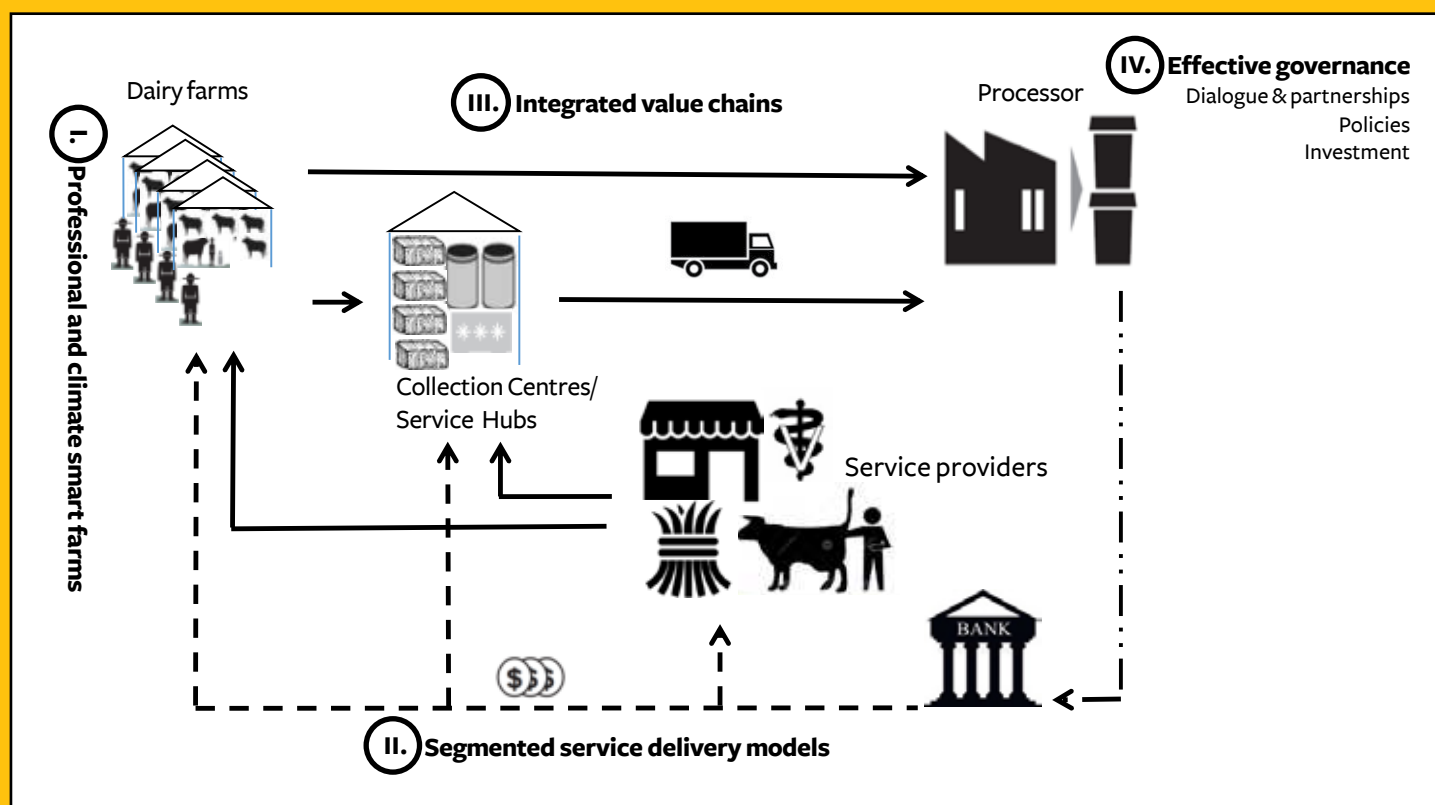 IV. Effective governance
Dialogue & partnerships
Policies
Investment
Dairy farms
III. Integrated value chains
Processor
I. Professional and climate smart farms
Collection Centres/
Service Hubs
Service providers
BANK
$$$
II. Segmented service delivery models